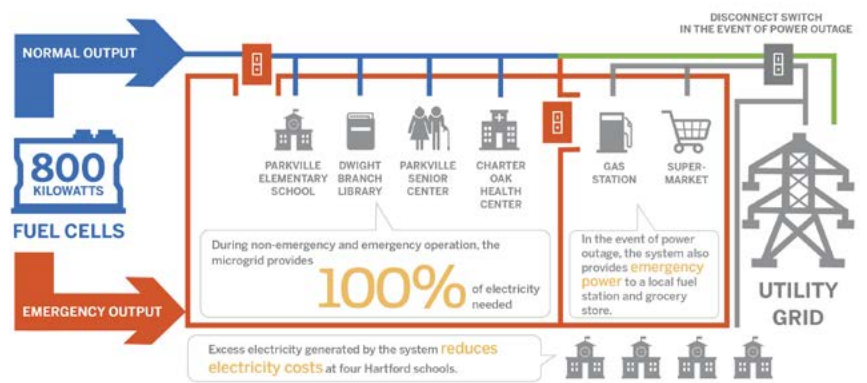 DISCONNECT SWITCH
IN THE EVENT OF POWER OUTAGE
NORMAL OUTPUT
800
KILOWATTS
FUEL CELLS
EMERGENCY OUTPUT
PARKVILLE
ELEMENTARY
SCHOOL
DWIGHT
BRANCH
LIBRARY
PARKVILLE
SENIOR
CENTER
CHARTER
OAK
HEALTH
CENTER
GAS
STATION
SUPER-
MARKET
During non-emergency and emergency operation, the
microgrid provides
100% of electricity
needed
In the event of power
outage, the system also
provides emergency
power to a local fuel
station and grocery
store.
UTILITY
GRID
Excess electricity generated by the system reduces
electricity costs at four Hartford schools.